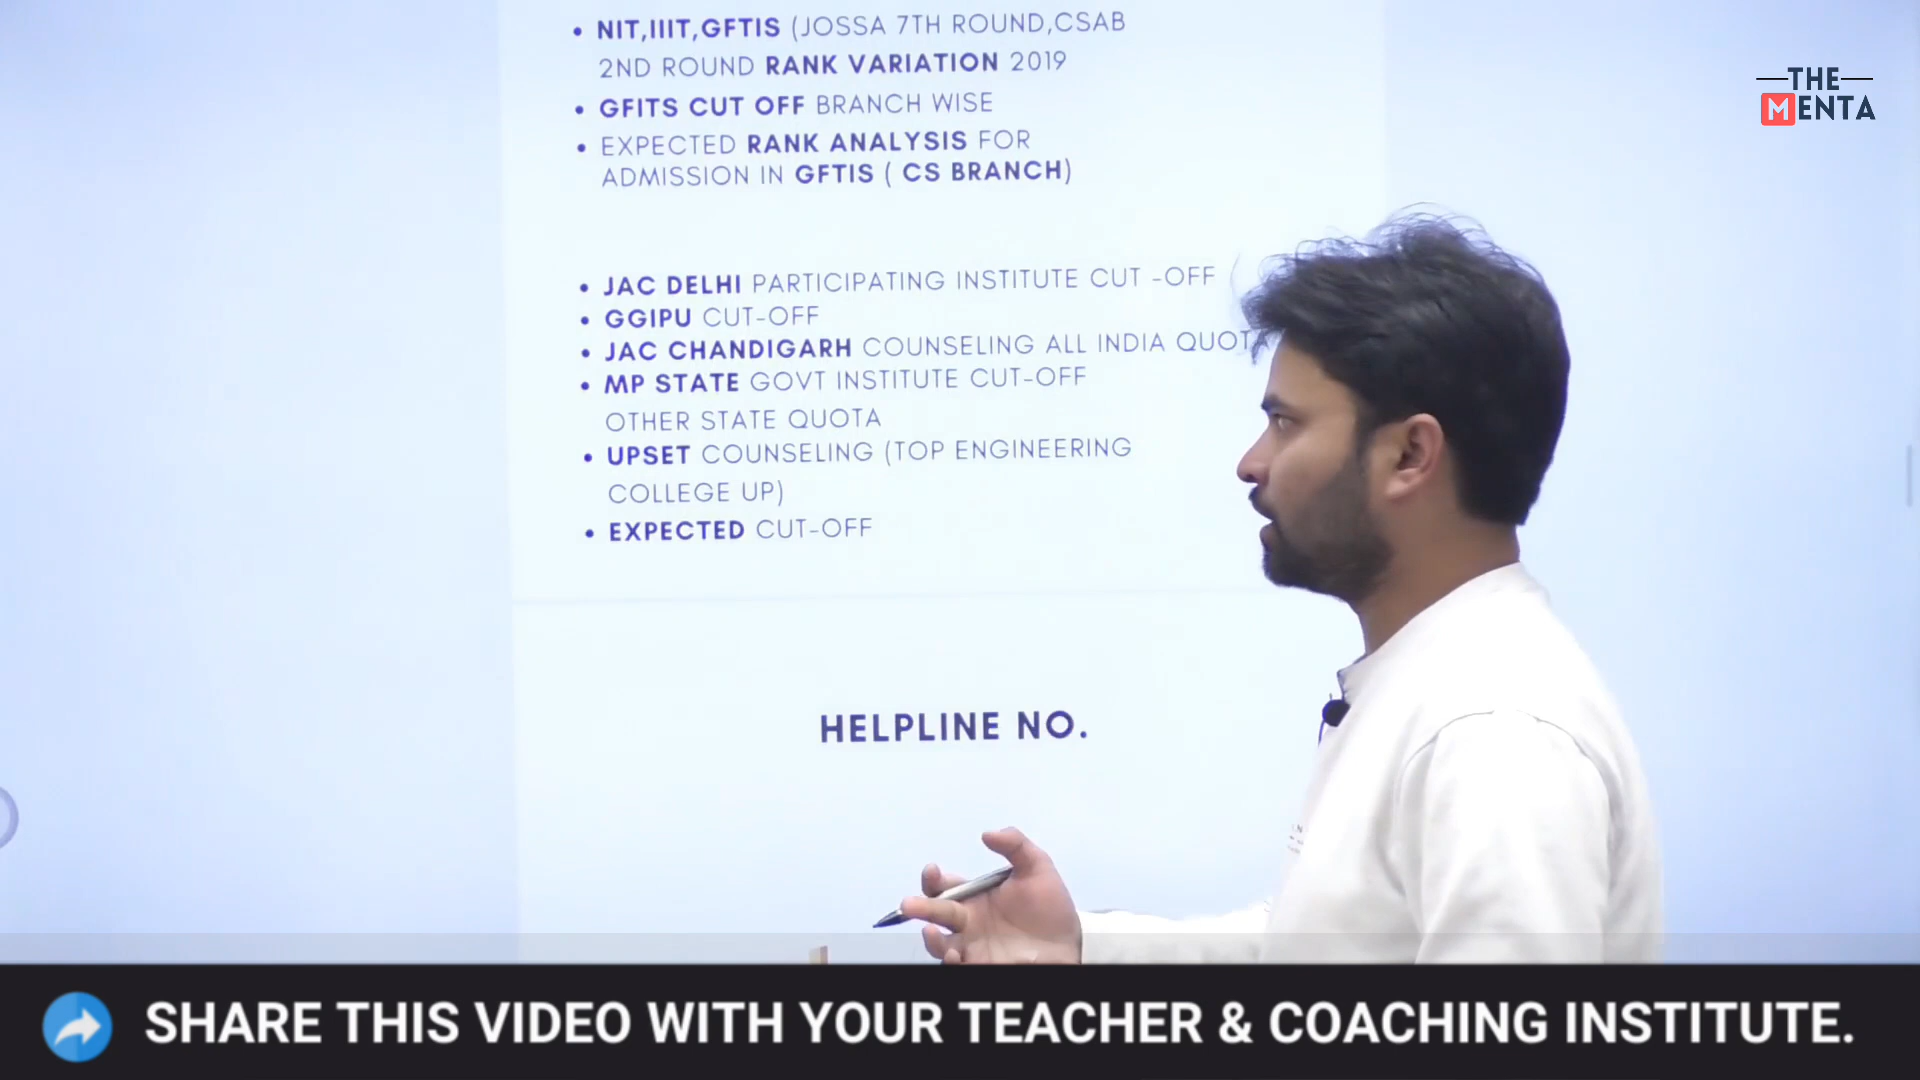 • NIT,IIIT,GFTIS (JOSSA 7TH ROUND,CSAB
2ND ROUND RANK VARIATION 2019
• GFITS CUT OFF BRANCH WISE
• EXPECTED RANK ANALYSIS FOR
ADMISSION IN GFTIS ( CS BRANCH)
• JAC DELHI PARTICIPATING INSTITUTE CUT -OFF (
• GGIPU CUT-OFF
• JAC CHANDIGARH COUNSELING ALL INDIA QUOTA
• MP STATE GOVT INSTITUTE CUT-OFF
OTHER STATE QUOTA
• UPSET COUNSELING (TOP ENGINEERING
COLLEGE UP)
• EXPECTED CUT-OFF
HELPLINE NO.
THE
MENTA
SHARE THIS VIDEO WITH YOUR TEACHER & COACHING INSTITUTE.